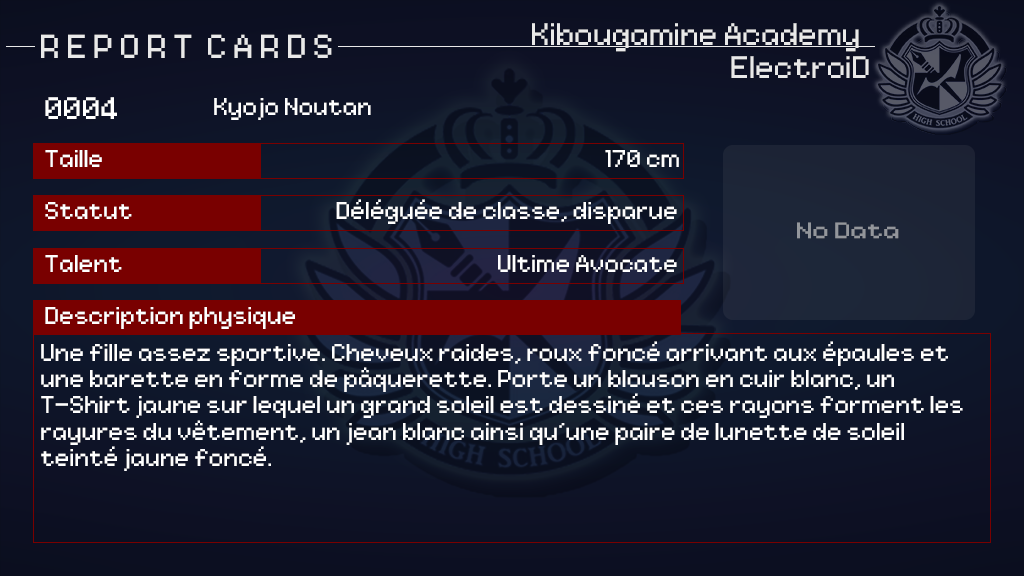 REPORT CARDS
Kibougamine Academy
ElectroiD
HIGH SCHOOL
0004 Kyojo Noutan
Taille 170 cm
Statut Déléguée de classe, disparue
No Data
Talent Ultime Avocate
Description physique
Une fille assez sportive. Cheveux raides, roux foncé arrivant aux épaules et
une barette en forme de pâquerette. Porte un blouson en cuir blanc, un
T-Shirt jaune sur lequel un grand soleil est dessiné et ces rayons forment les
rayures du vêtement, un jean blanc ainsi qu'une paire de lunette de soleil
teinté jaune foncé.
HIGH SCHOOL